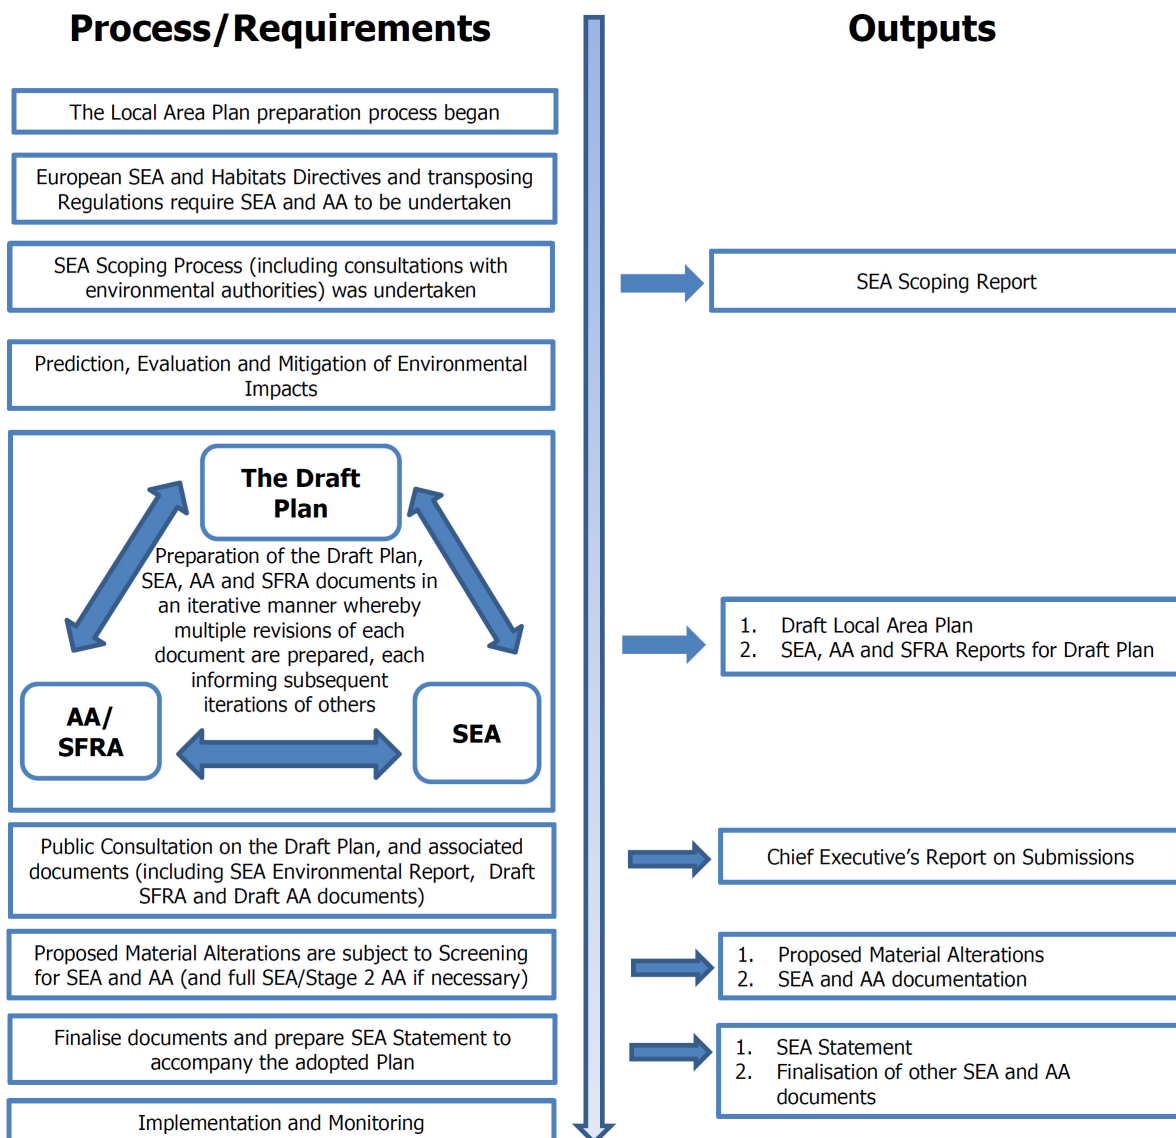 Process/Requirements
Outputs
The Local Area Plan preparation process began
European SEA and Habitats Directives and transposing
Regulations require SEA and AA to be undertaken
SEA Scoping Process (including consultations with
environmental authorities) was undertaken
SEA Scoping Report
Prediction, Evaluation and Mitigation of Environmental
Impacts
The Draft
Plan
Preparation of the Draft Plan,
SEA, AA and SFRA documents in
an iterative manner whereby
multiple revisions of each
document are prepared, each
informing subsequent
iterations of others
AA/
SFRA
SEA
1. Draft Local Area Plan
2. SEA, AA and SFRA Reports for Draft Plan
Public Consultation on the Draft Plan, and associated
documents (including SEA Environmental Report, Draft
SFRA and Draft AA documents)
Chief Executive’s Report on Submissions
Proposed Material Alterations are subject to Screening
for SEA and AA (and full SEA/Stage 2 AA if necessary)
1. Proposed Material Alterations
2. SEA and AA documentation
Finalise documents and prepare SEA Statement to
accompany the adopted Plan
1. SEA Statement
2. Finalisation of other SEA and AA
documents
Implementation and Monitoring